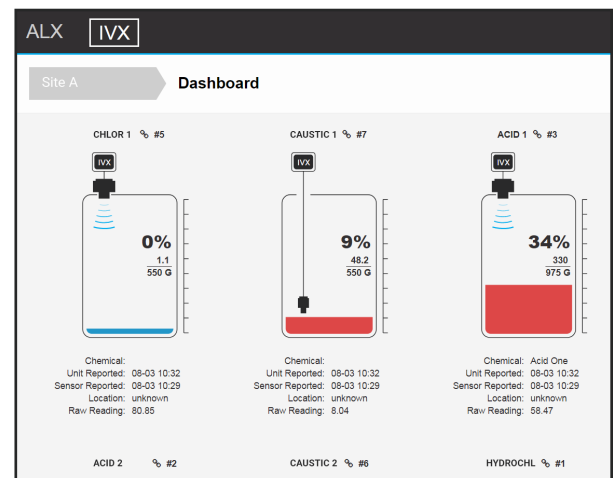 ALX IVX
Site A Dashboard
CHLOR 1 #5
IVX
0%
1.1
550 G
Chemical:
Unit Reported: 08-03 10:32
Sensor Reported: 08-03 10:29
Location: unknown
Raw Reading: 80.85
CAUSTIC 1 #7
IVX
9%
48.2
550 G
Chemical:
Unit Reported: 08-03 10:32
Sensor Reported: 08-03 10:29
Location: unknown
Raw Reading: 8.04
ACID 1 #3
IVX
34%
330
975 G
Chemical: Acid One
Unit Reported: 08-03 10:32
Sensor Reported: 08-03 10:29
Location: unknown
Raw Reading: 58.47
ACID 2 #2
CAUSTIC 2 #6
HYDROCHL #1